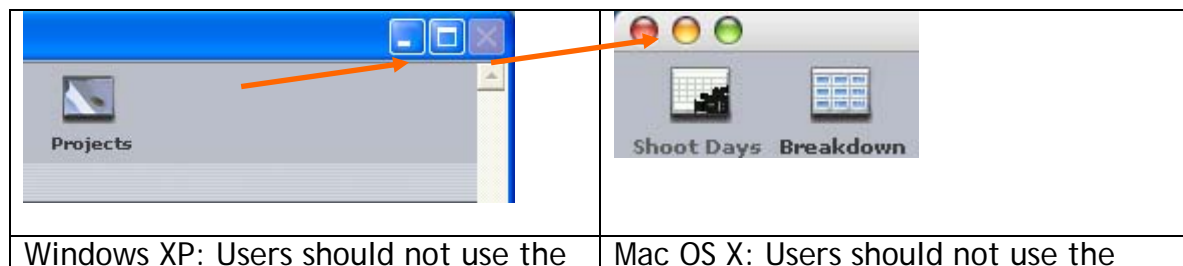 Projects
Shoot Days Breakdown
Windows XP: Users should not use the
Mac OS X: Users should not use the